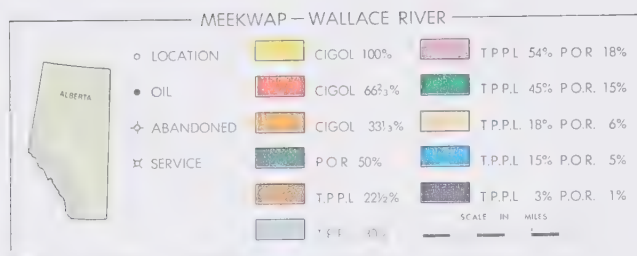 MEEKWAP — WALLACE RIVER
ALBERTA
LOCATION
OIL
ABANDONED
SERVICE
CIGOL 100%
CIGOL 66⅔%
CIGOL 33⅓%
P.O.R 50%
T.P.P.L 22½%
T.P.P.L 54% P.O.R 18%
T.P.P.L 45% P.O.R. 15%
T.P.P.L. 18% P.O.R. 6%
T.P.P.L 15% P.O.R. 5%
T.P.P.L 3% P.O.R. 1%
SCALE IN MILES